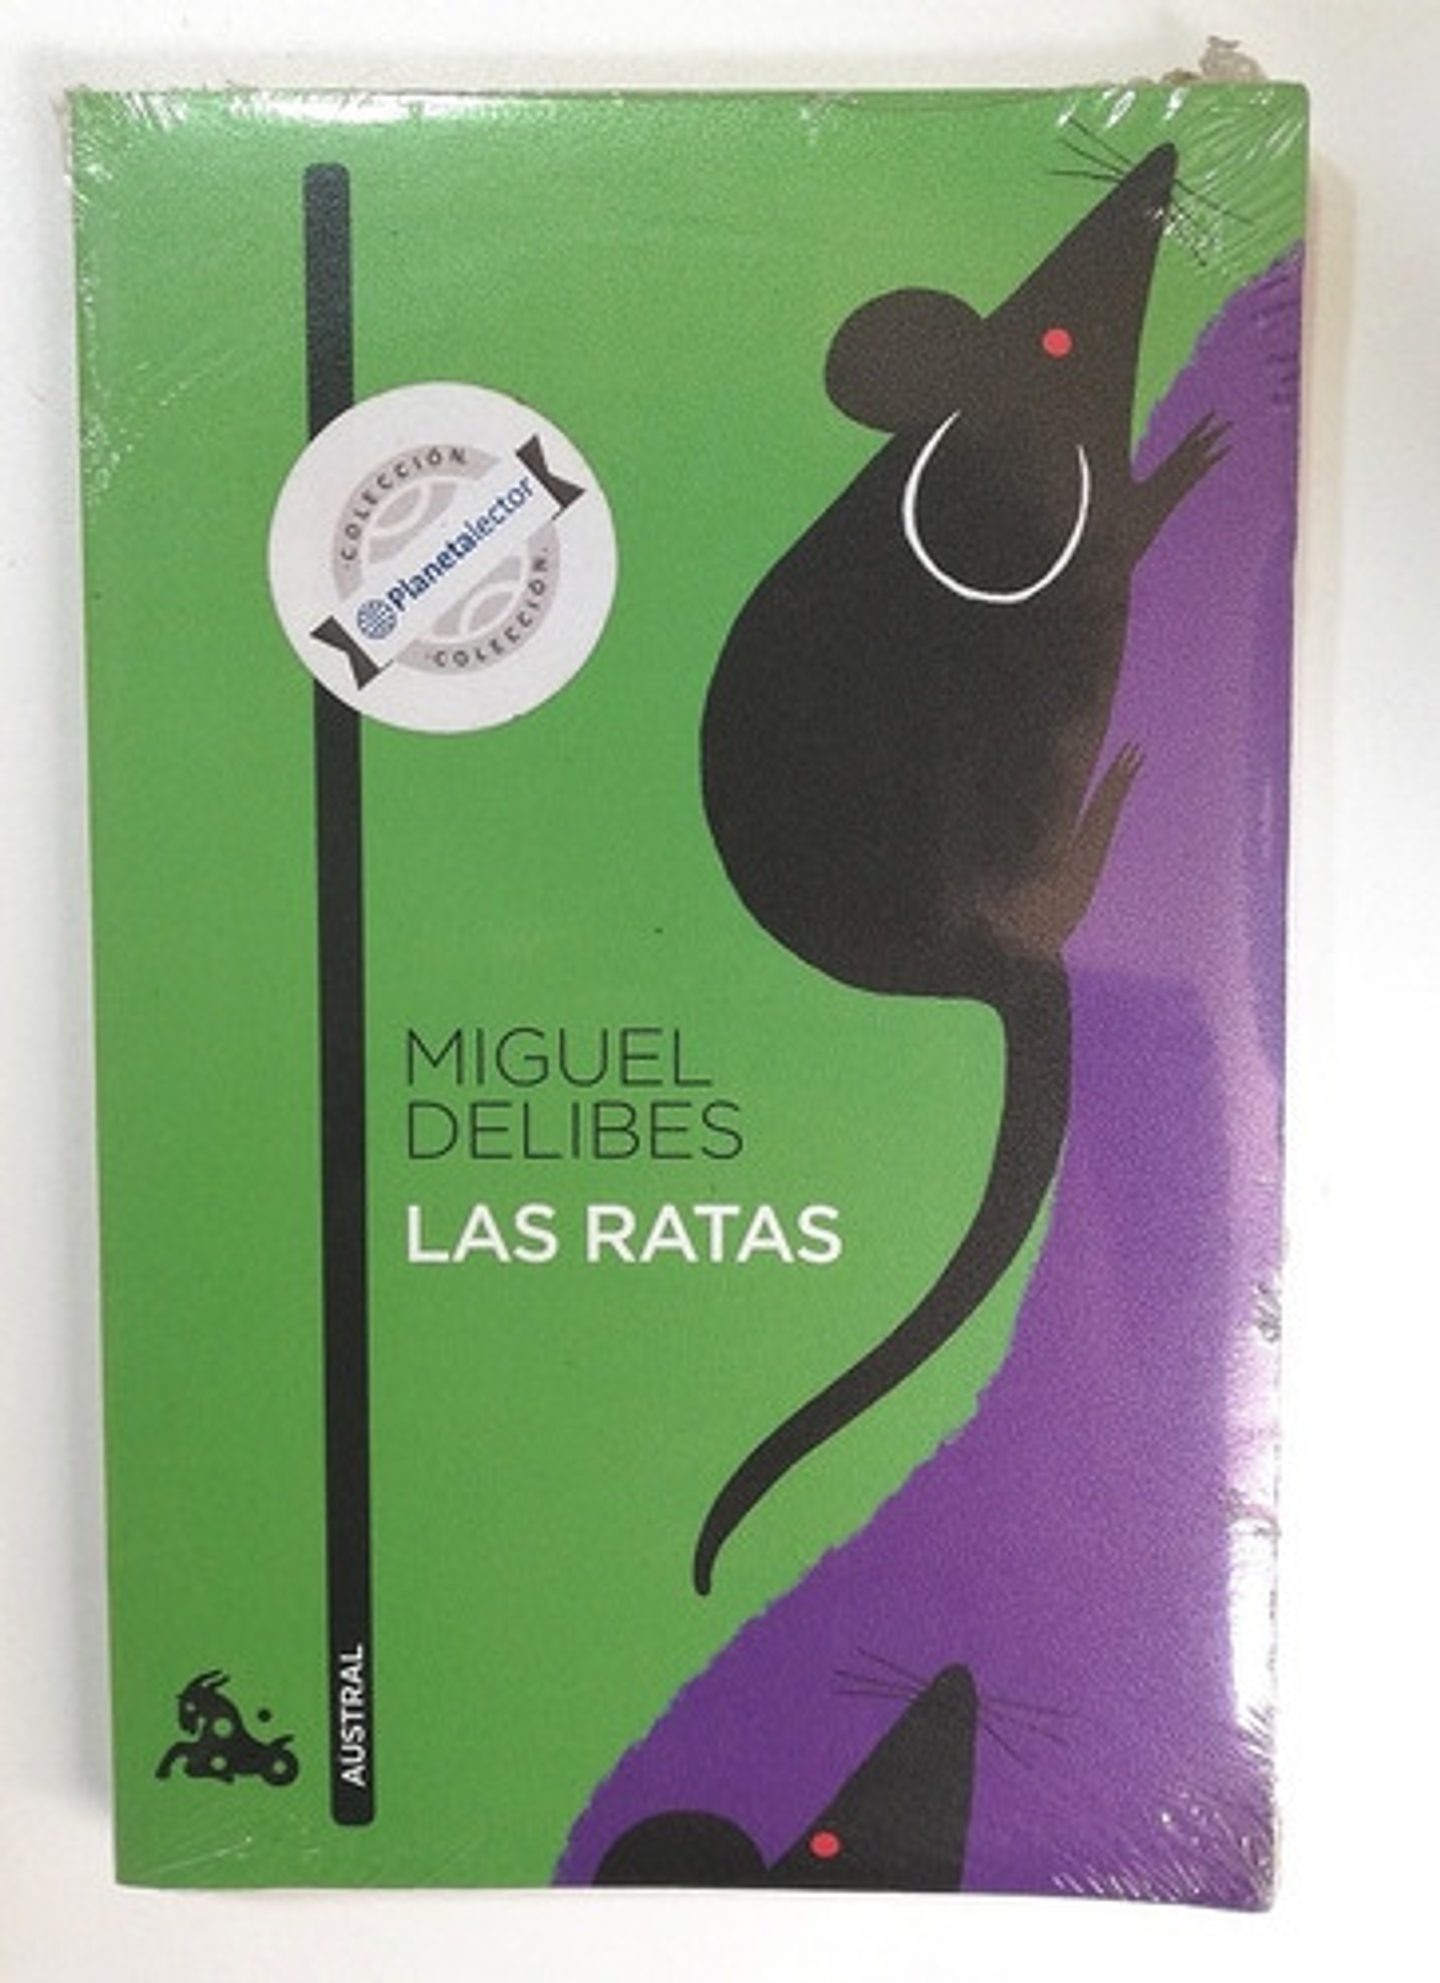 ·COLECCIÓN·
Planetalector
·COLECCIÓN·
MIGUEL
DELIBES
LAS RATAS
AUSTRAL